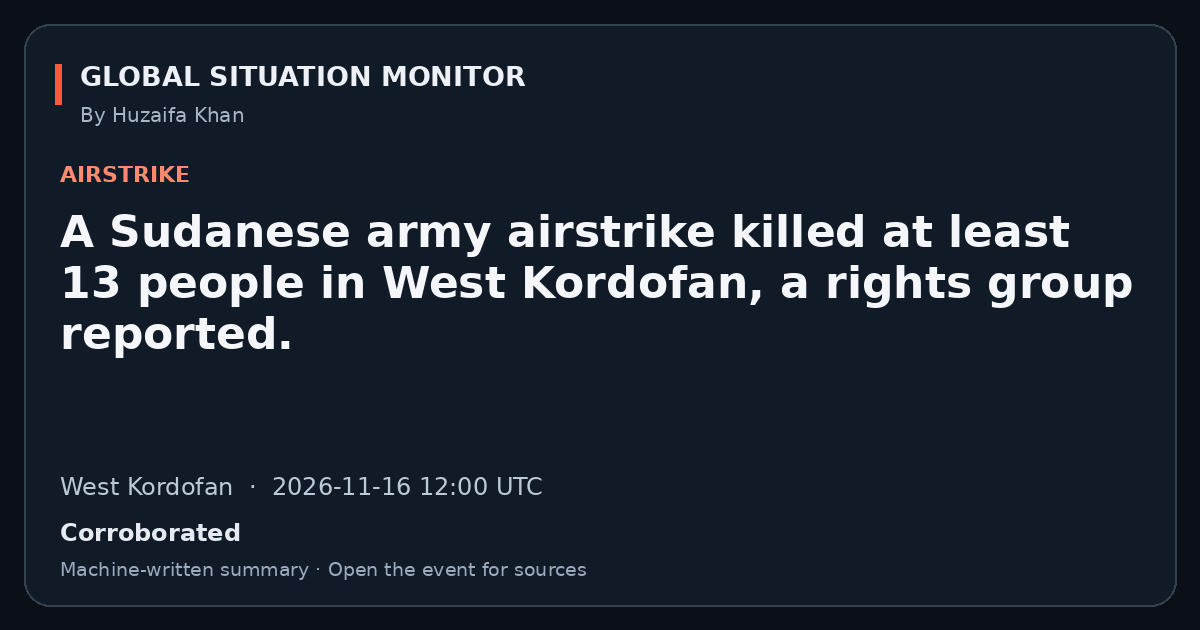 GLOBAL SITUATION MONITOR
By Huzaifa Khan
AIRSTRIKE
A Sudanese army airstrike killed at least
13 people in West Kordofan, a rights group
reported.
West Kordofan · 2026-11-16 12:00 UTC
Corroborated
Machine-written summary · Open the event for sources